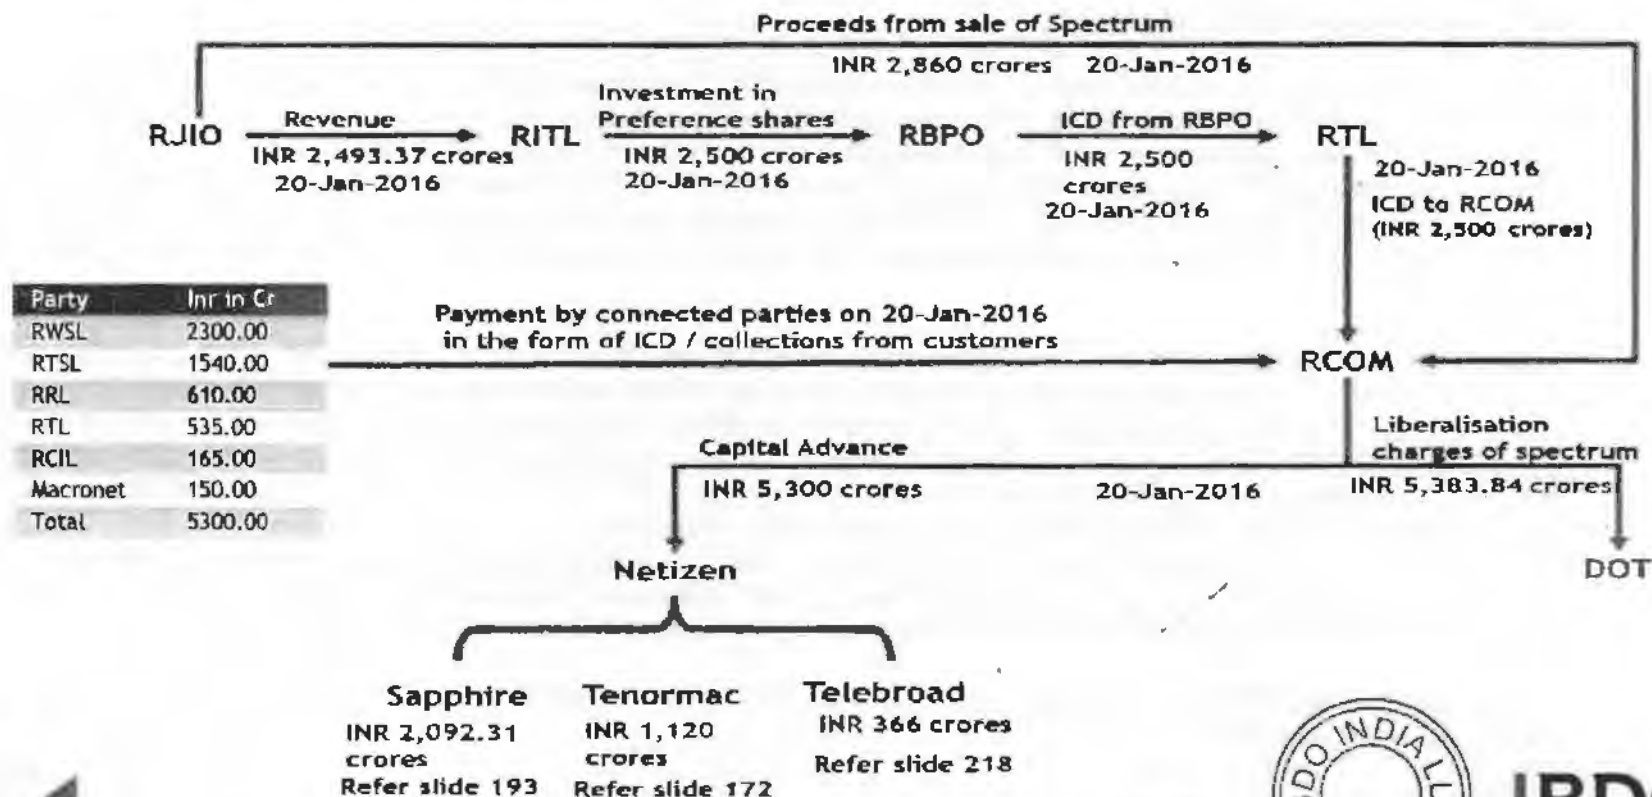 Proceeds from sale of Spectrum
INR 2,860 crores 20-Jan-2016
RJIO
Revenue
INR 2,493.37 crores
20-Jan-2016
RITL
Investment in
Preference shares
INR 2,500 crores
20-Jan-2016
RBPO
ICD from RBPO
INR 2,500
crores
20-Jan-2016
RTL
20-Jan-2016
ICD to RCOM
(INR 2,500 crores)
Party Inr in Cr
RWSL 2300.00
RTSL 1540.00
RRL 610.00
RTL 535.00
RCIL 165.00
Macronet 150.00
Total 5300.00
Payment by connected parties on 20-Jan-2016
in the form of ICD / collections from customers
RCOM
Capital Advance
INR 5,300 crores
20-Jan-2016
Liberalisation
charges of spectrum
INR 5,383.84 crores
Netizen
DOT
Sapphire
INR 2,092.31
crores
Refer slide 193
Tenormac
INR 1,120
crores
Refer slide 172
Telebroad
INR 366 crores
Refer slide 218
INDIA